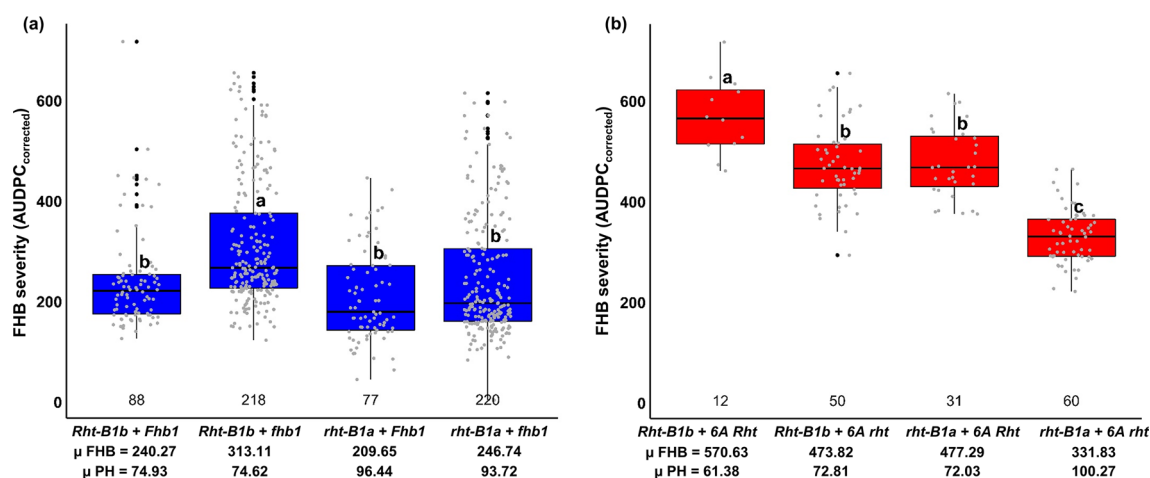 (a)
FHB severity (AUDPCcorrected)
600
400
200
0
b
a
b
b
88
218
77
220
Rht-B1b + Fhb1
Rht-B1b + fhb1
rht-B1a + Fhb1
rht-B1a + fhb1
μ FHB = 240.27
313.11
209.65
246.74
μ PH = 74.93
74.62
96.44
93.72
(b)
FHB severity (AUDPCcorrected)
600
400
200
0
a
b
b
c
12
50
31
60
Rht-B1b + 6A Rht
Rht-B1b + 6A rht
rht-B1a + 6A Rht
rht-B1a + 6A rht
μ FHB = 570.63
473.82
477.29
331.83
μ PH = 61.38
72.81
72.03
100.27